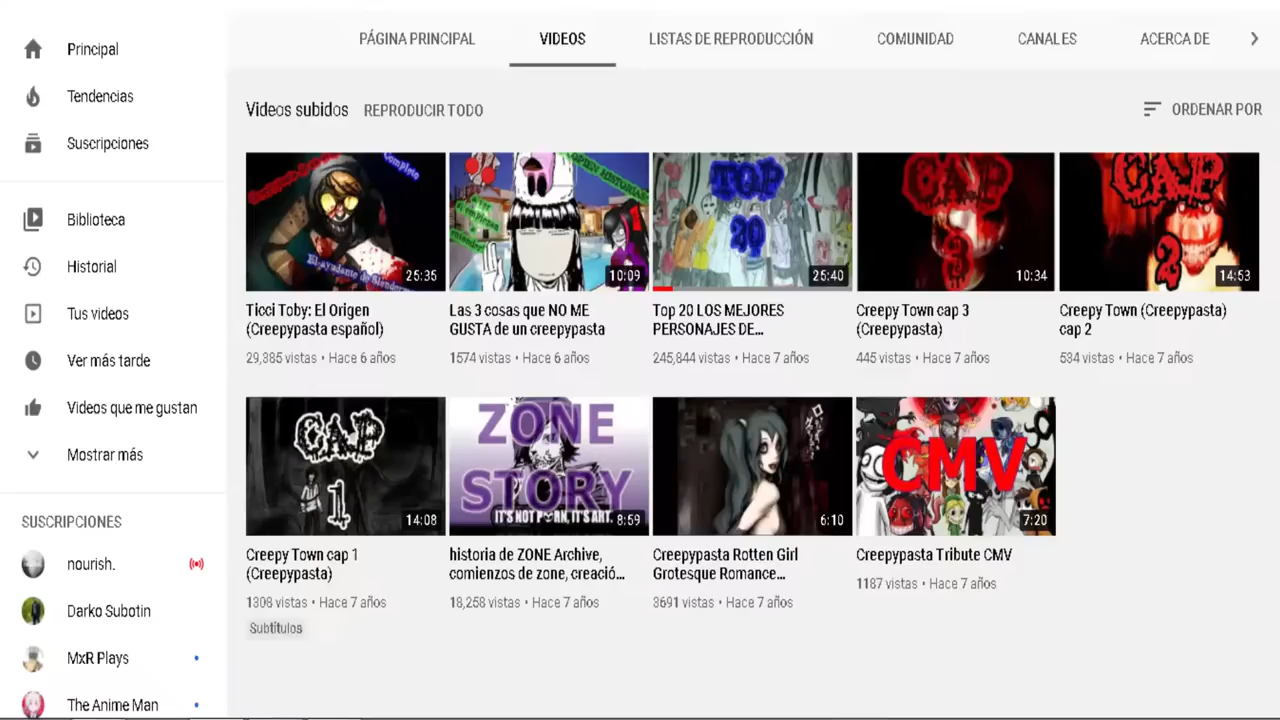 Principal
Tendencias
Suscripciones
Biblioteca
Historial
Tus videos
Ver más tarde
Videos que me gustan
Mostrar más
SUSCRIPCIONES
nourish.
Darko Subotin
MxR Plays
The Anime Man
PÁGINA PRINCIPAL
VIDEOS
LISTAS DE REPRODUCCIÓN
COMUNIDAD
CANALES
ACERCA DE
Videos subidos
REPRODUCIR TODO
ORDENAR POR
Completo
El ayudante de
25:35
Ticci Toby: El Origen
(Creepypasta español)
29,885 vistas • Hace 6 años
10:09
Las 3 cosas que NO ME
GUSTA de un creepypasta
1574 vistas • Hace 6 años
TOP
20
25:40
Top 20 LOS MEJORES
PERSONAJES DE...
245,844 vistas • Hace 7 años
CAP
3
10:34
Creepy Town cap 3
(Creepypasta)
445 vistas • Hace 7 años
CAP
2
14:53
Creepy Town (Creepypasta)
cap 2
534 vistas • Hace 7 años
CAP
1
14:08
Creepy Town cap 1
(Creepypasta)
1308 vistas • Hace 7 años
Subtítulos
ZONE
STORY
IT'S NOT P RN, IT'S ART.
8:59
historia de ZONE Archive,
comienzos de zone, creació...
18,258 vistas • Hace 7 años
6:10
Creepypasta Rotten Girl
Grotesque Romance...
3691 vistas • Hace 7 años
CMV
7:20
Creepypasta Tribute CMV
1187 vistas • Hace 7 años